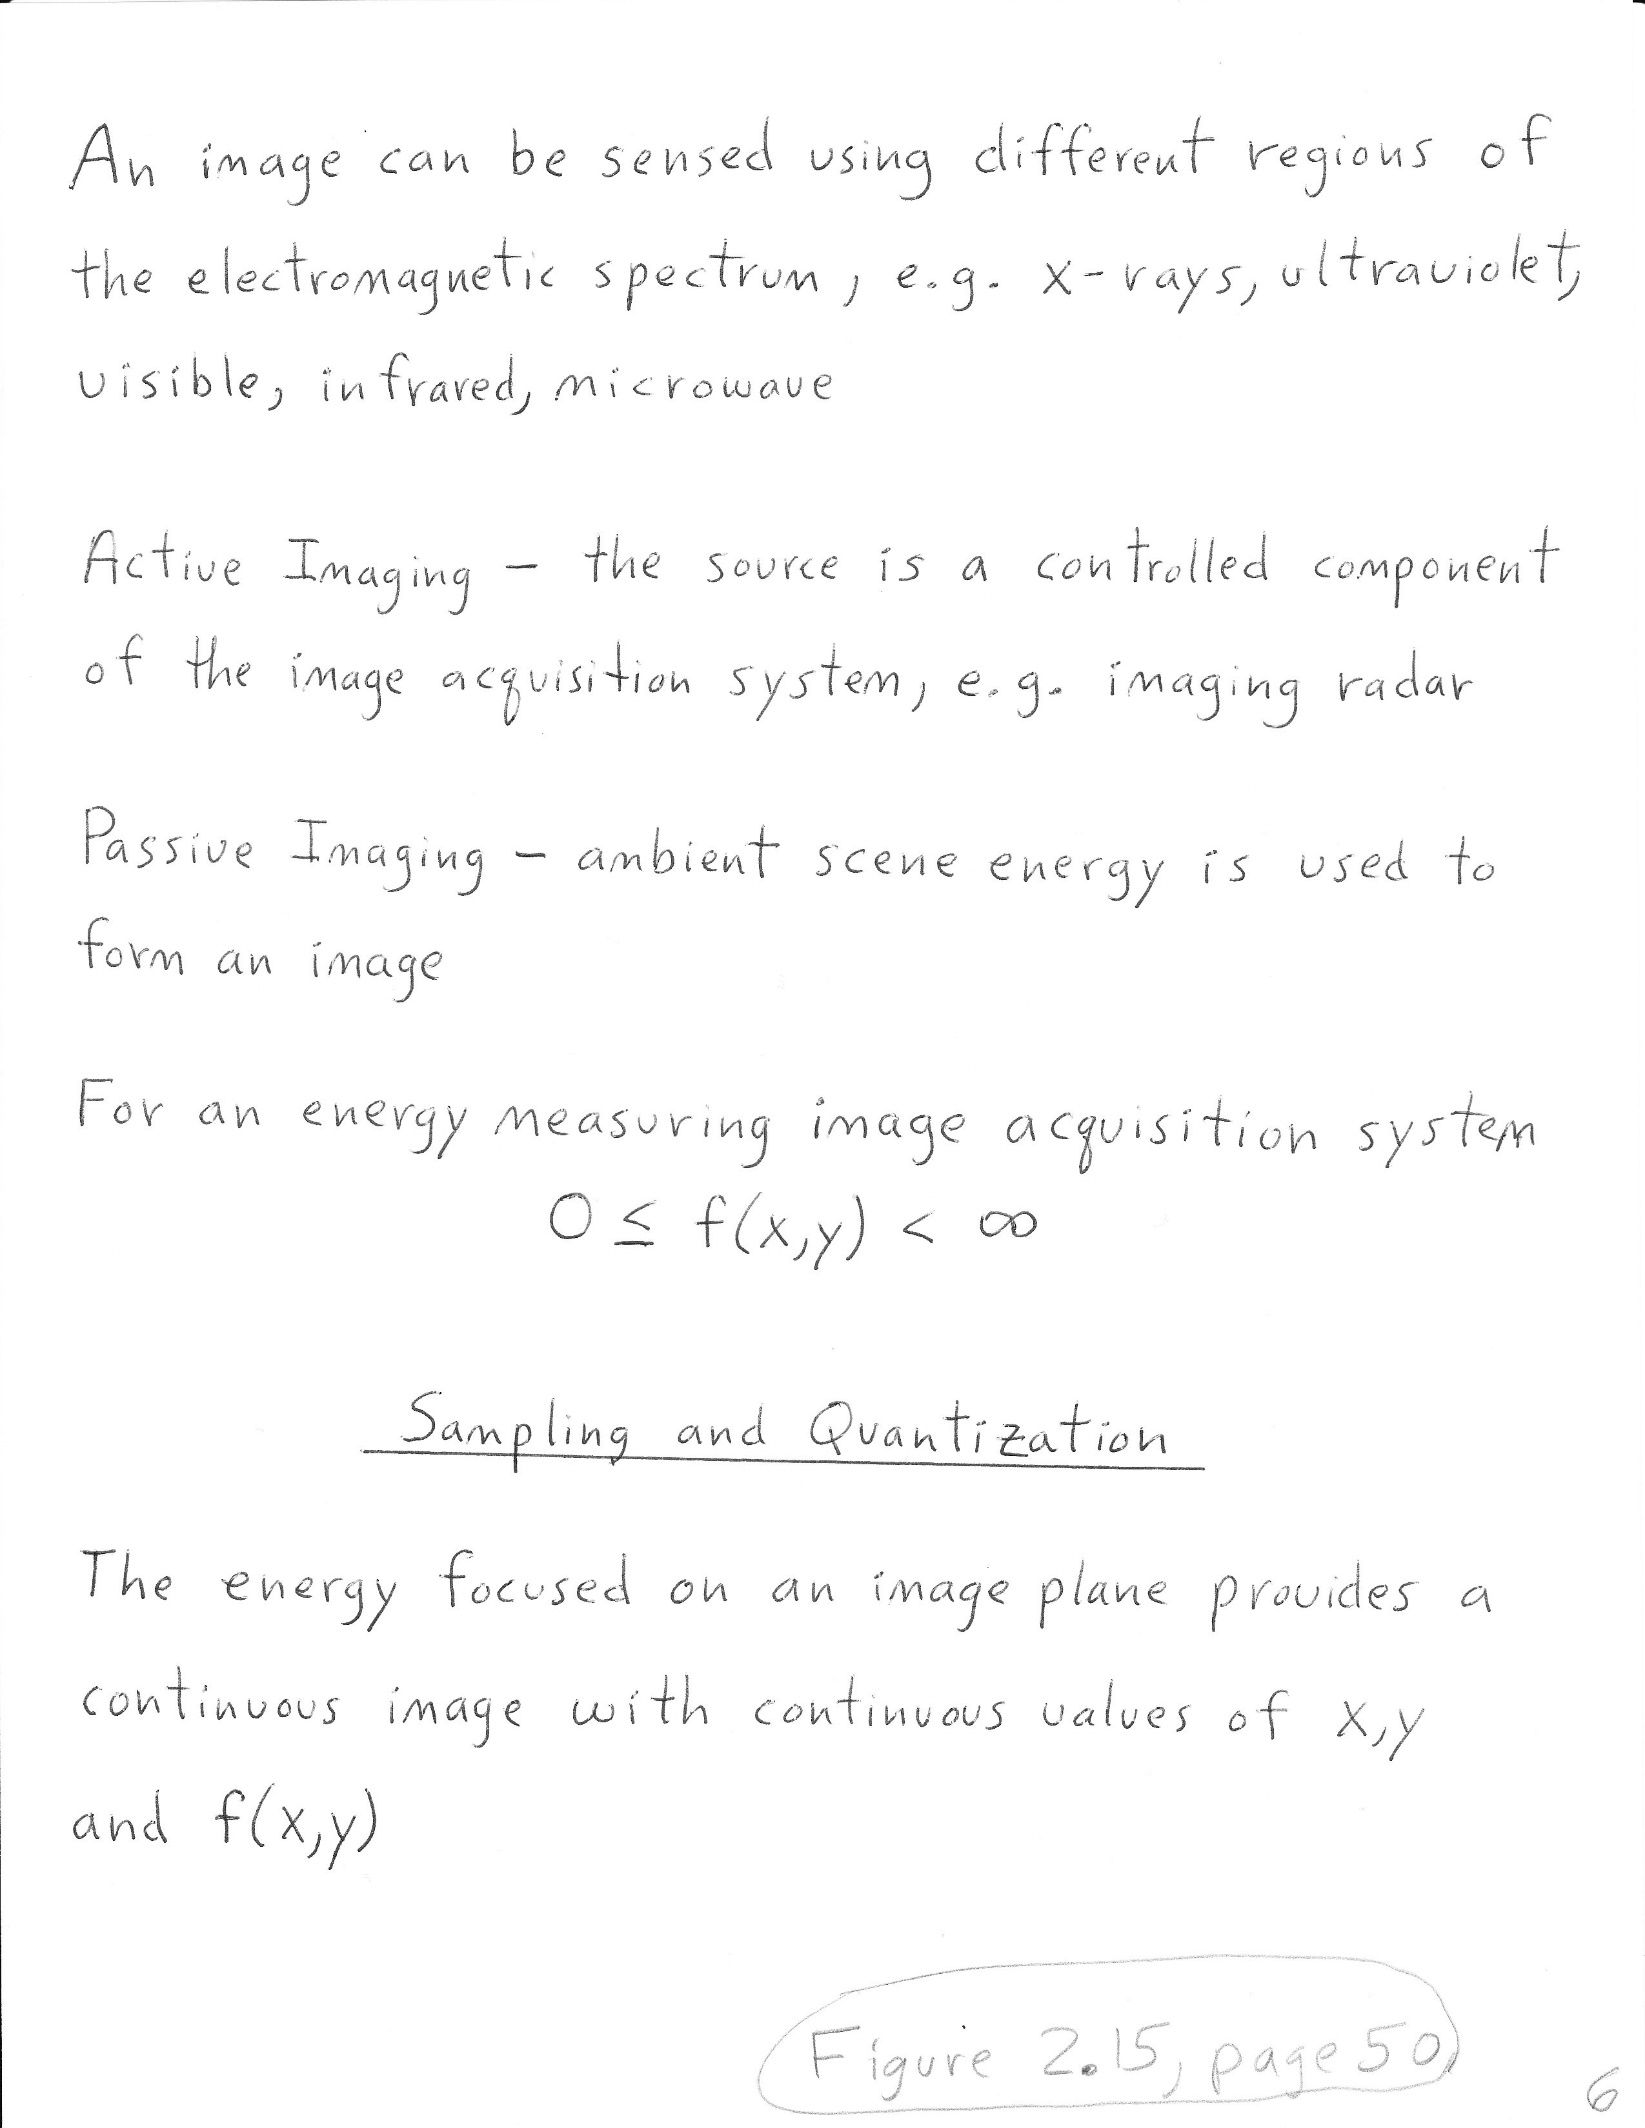 An image can be sensed using different regions of
the electromagnetic spectrum, e.g. x-rays, ultraviolet,
visible, infrared, microwave
Active Imaging - the source is a controlled component
of the image acquisition system, e.g. imaging radar
Passive Imaging - ambient scene energy is used to
form an image
For an energy measuring image acquisition system
0 ≤ f(x,y) < ∞
Sampling and Quantization
The energy focused on an image plane provides a
continuous image with continuous values of x,y
and f(x,y)
Figure 2.15, page 50
6